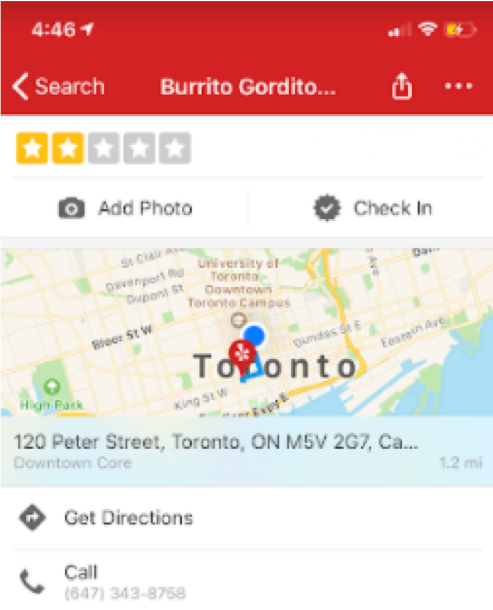 4:46
Search
Burrito Gordito...
Add Photo
Check In
St Clair Ave
Davenport Rd
Dupont St
University of
Toronto -
Downtown
Toronto Campus
Bloor St W
Dundas St E
Eastern Ave
Toronto
High Park
King St W
120 Peter Street, Toronto, ON M5V 2G7, Ca...
Downtown Core
1.2 mi
Get Directions
Call
(647) 343-8758